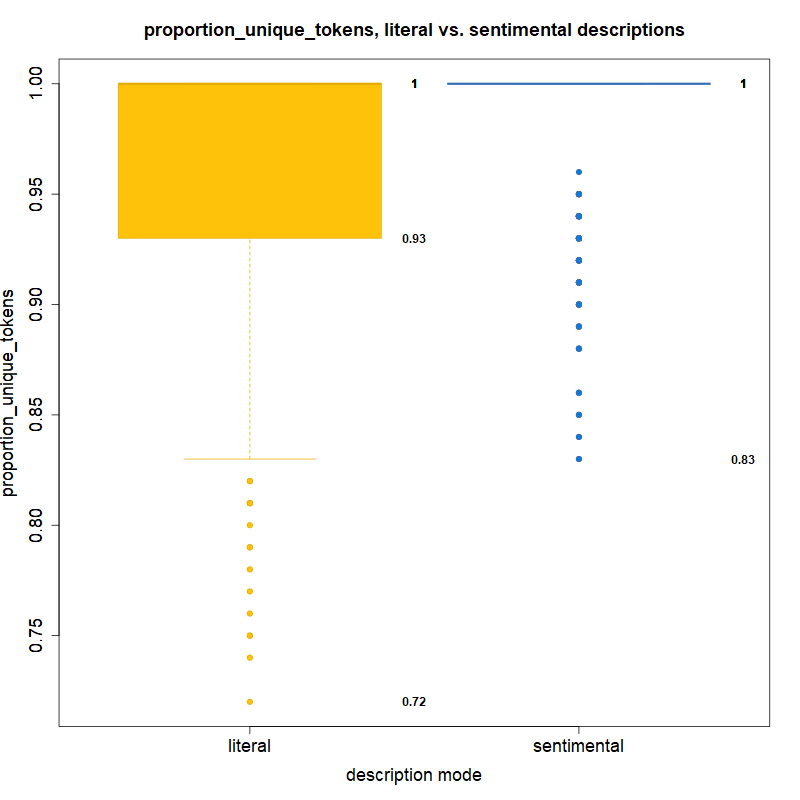 proportion_unique_tokens, literal vs. sentimental descriptions
proportion_unique_tokens
1.00
0.95
0.90
0.85
0.80
0.75
1
0.93
0.72
1
0.83
literal
sentimental
description mode